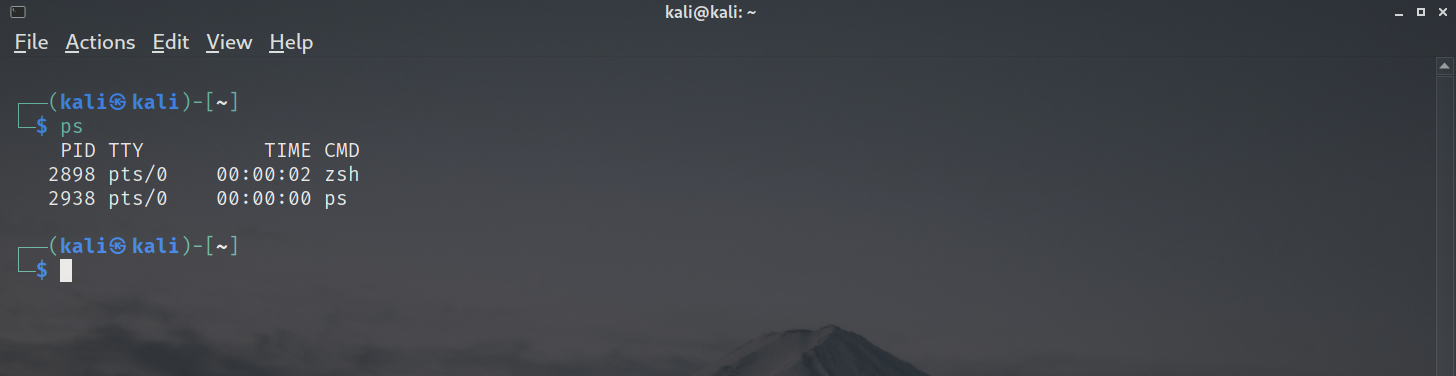 kali@kali: ~
File Actions Edit View Help
┌──(kali㉿kali)-[~]
└─$ ps
    PID TTY          TIME CMD
   2898 pts/0    00:00:02 zsh
   2938 pts/0    00:00:00 ps
┌──(kali㉿kali)-[~]
└─$